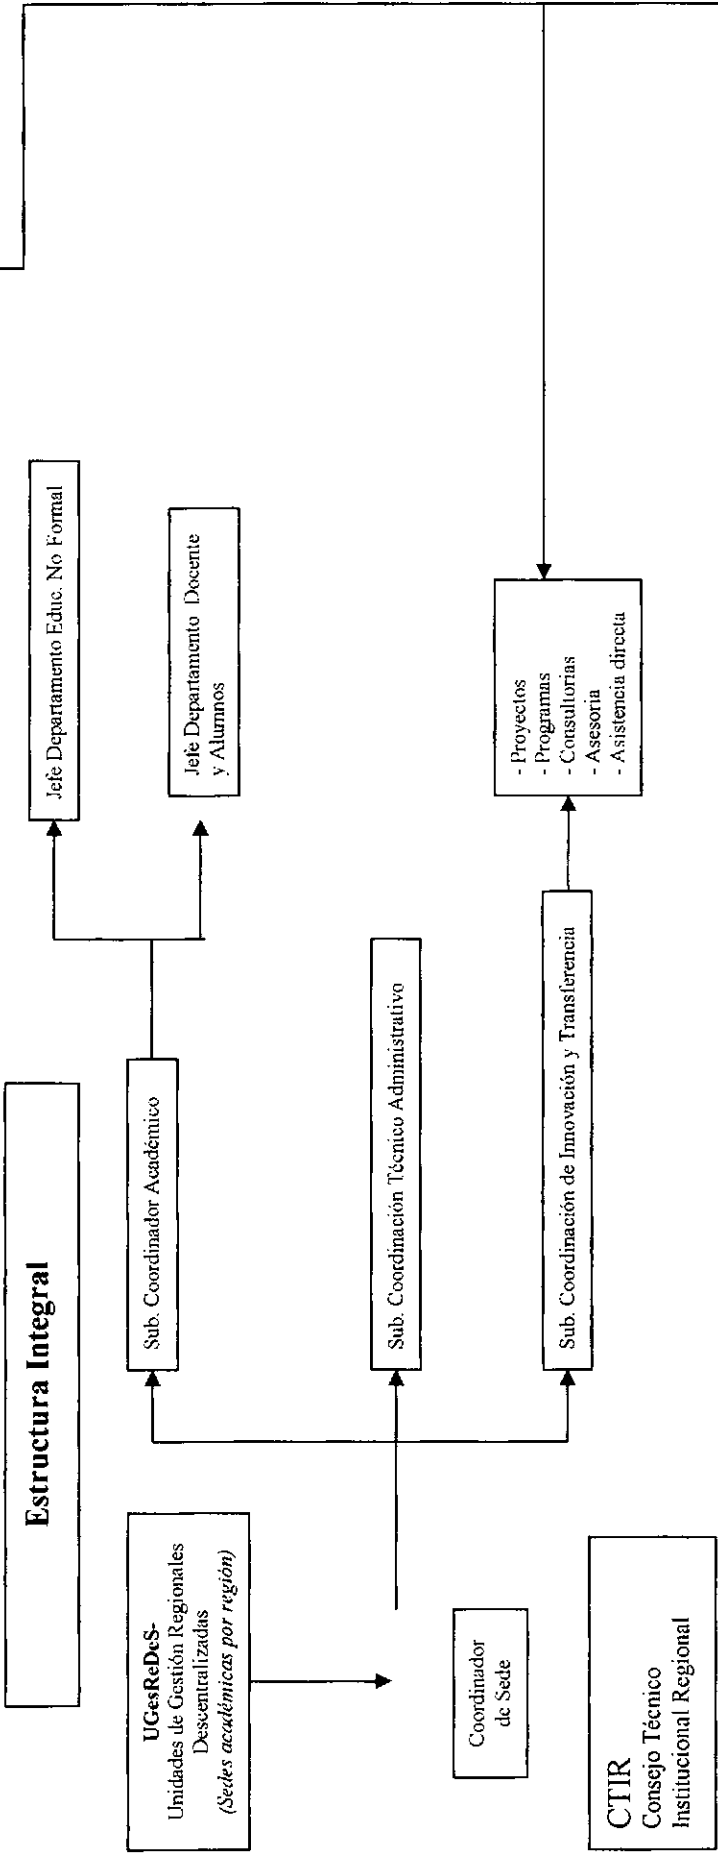 Estructura Integral
UGesReDeS-
Unidades de Gestión Regionales
Descentralizadas
(Sedes académicas por región)
Coordinador
de Sede
CTIR
Consejo Técnico
Institucional Regional
Sub. Coordinador Académico
Sub. Coordinación Técnico Administrativo
Sub. Coordinación de Innovación y Transferencia
Jefe Departamento Educ. No Formal
Jefe Departamento Docente
y Alumnos
- Proyectos
- Programas
- Consultorias
- Asesoria
- Asistencia directa